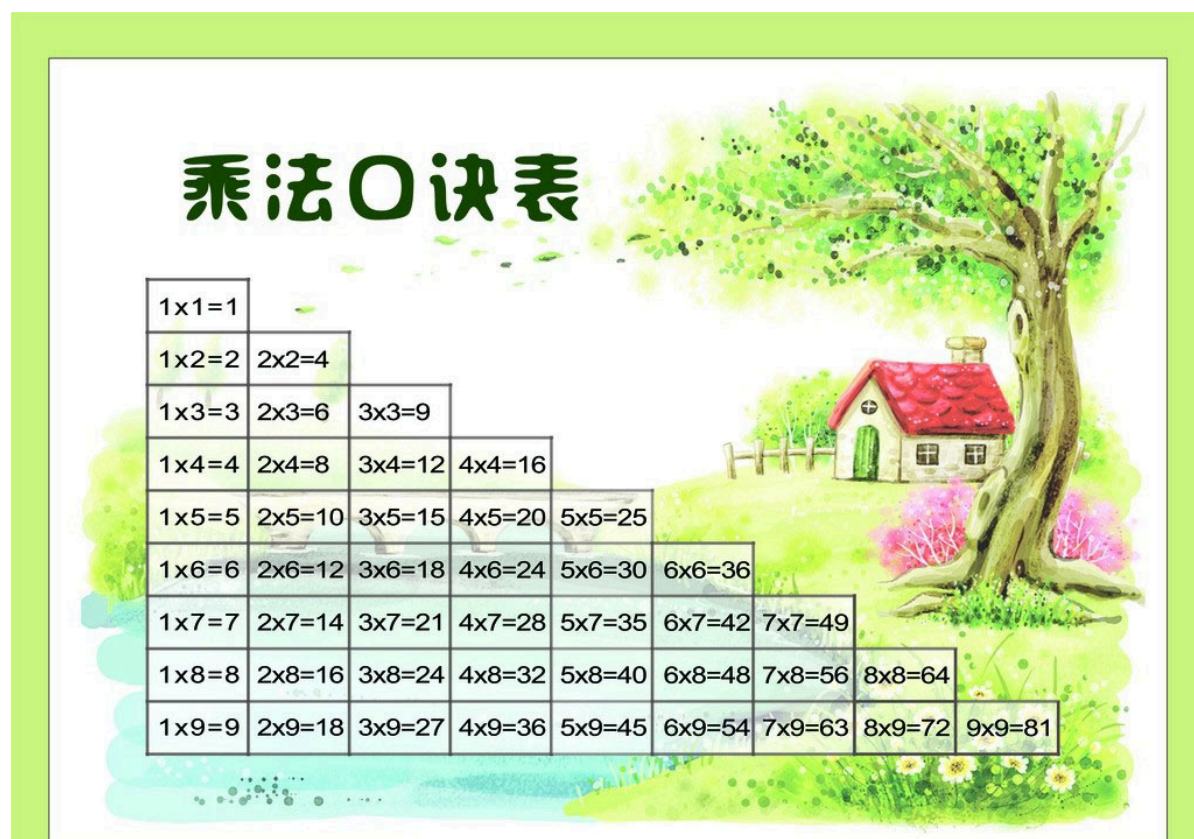 乘法口诀表
1x1=1
1x2=2 2x2=4
1x3=3 2x3=6 3x3=9
1x4=4 2x4=8 3x4=12 4x4=16
1x5=5 2x5=10 3x5=15 4x5=20 5x5=25
1x6=6 2x6=12 3x6=18 4x6=24 5x6=30 6x6=36
1x7=7 2x7=14 3x7=21 4x7=28 5x7=35 6x7=42 7x7=49
1x8=8 2x8=16 3x8=24 4x8=32 5x8=40 6x8=48 7x8=56 8x8=64
1x9=9 2x9=18 3x9=27 4x9=36 5x9=45 6x9=54 7x9=63 8x9=72 9x9=81